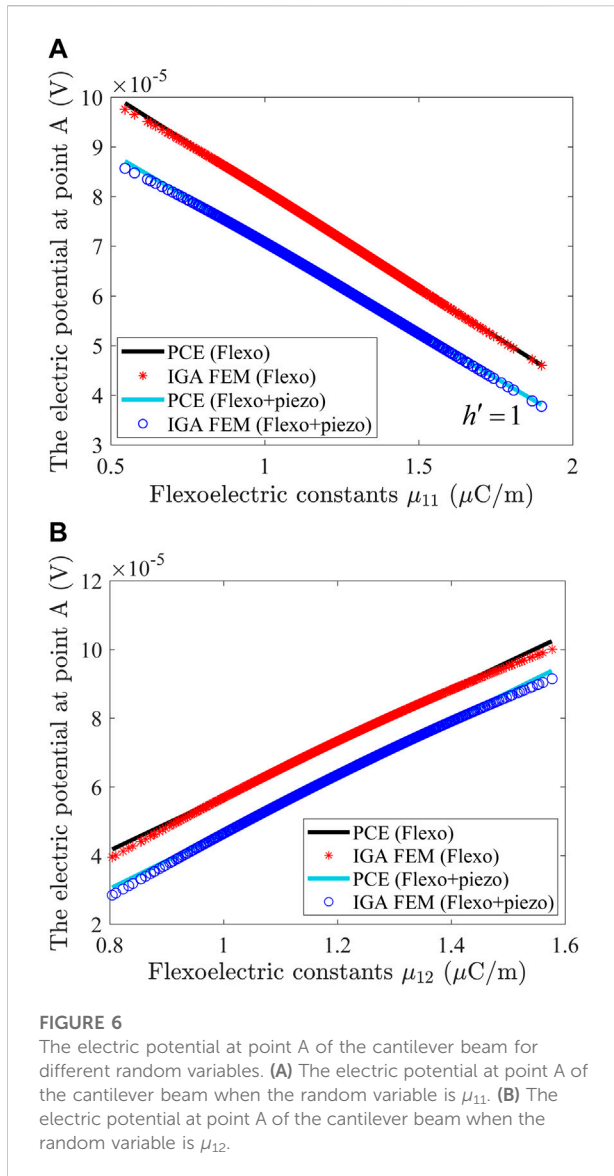 A
×10⁻⁵
The electric potential at point A (V)
10
9
8
7
6
5
4
3
PCE (Flexo)
IGA FEM (Flexo)
PCE (Flexo+piezo)
IGA FEM (Flexo+piezo)
h′ = 1
0.5 1 1.5 2
Flexoelectric constants μ₁₁ (μC/m)
B
×10⁻⁵
The electric potential at point A (V)
12
10
8
6
4
2
PCE (Flexo)
IGA FEM (Flexo)
PCE (Flexo+piezo)
IGA FEM (Flexo+piezo)
0.8 1 1.2 1.4 1.6
Flexoelectric constants μ₁₂ (μC/m)
FIGURE 6
The electric potential at point A of the cantilever beam for
different random variables. (A) The electric potential at point A of
the cantilever beam when the random variable is μ₁₁. (B) The
electric potential at point A of the cantilever beam when the
random variable is μ₁₂.